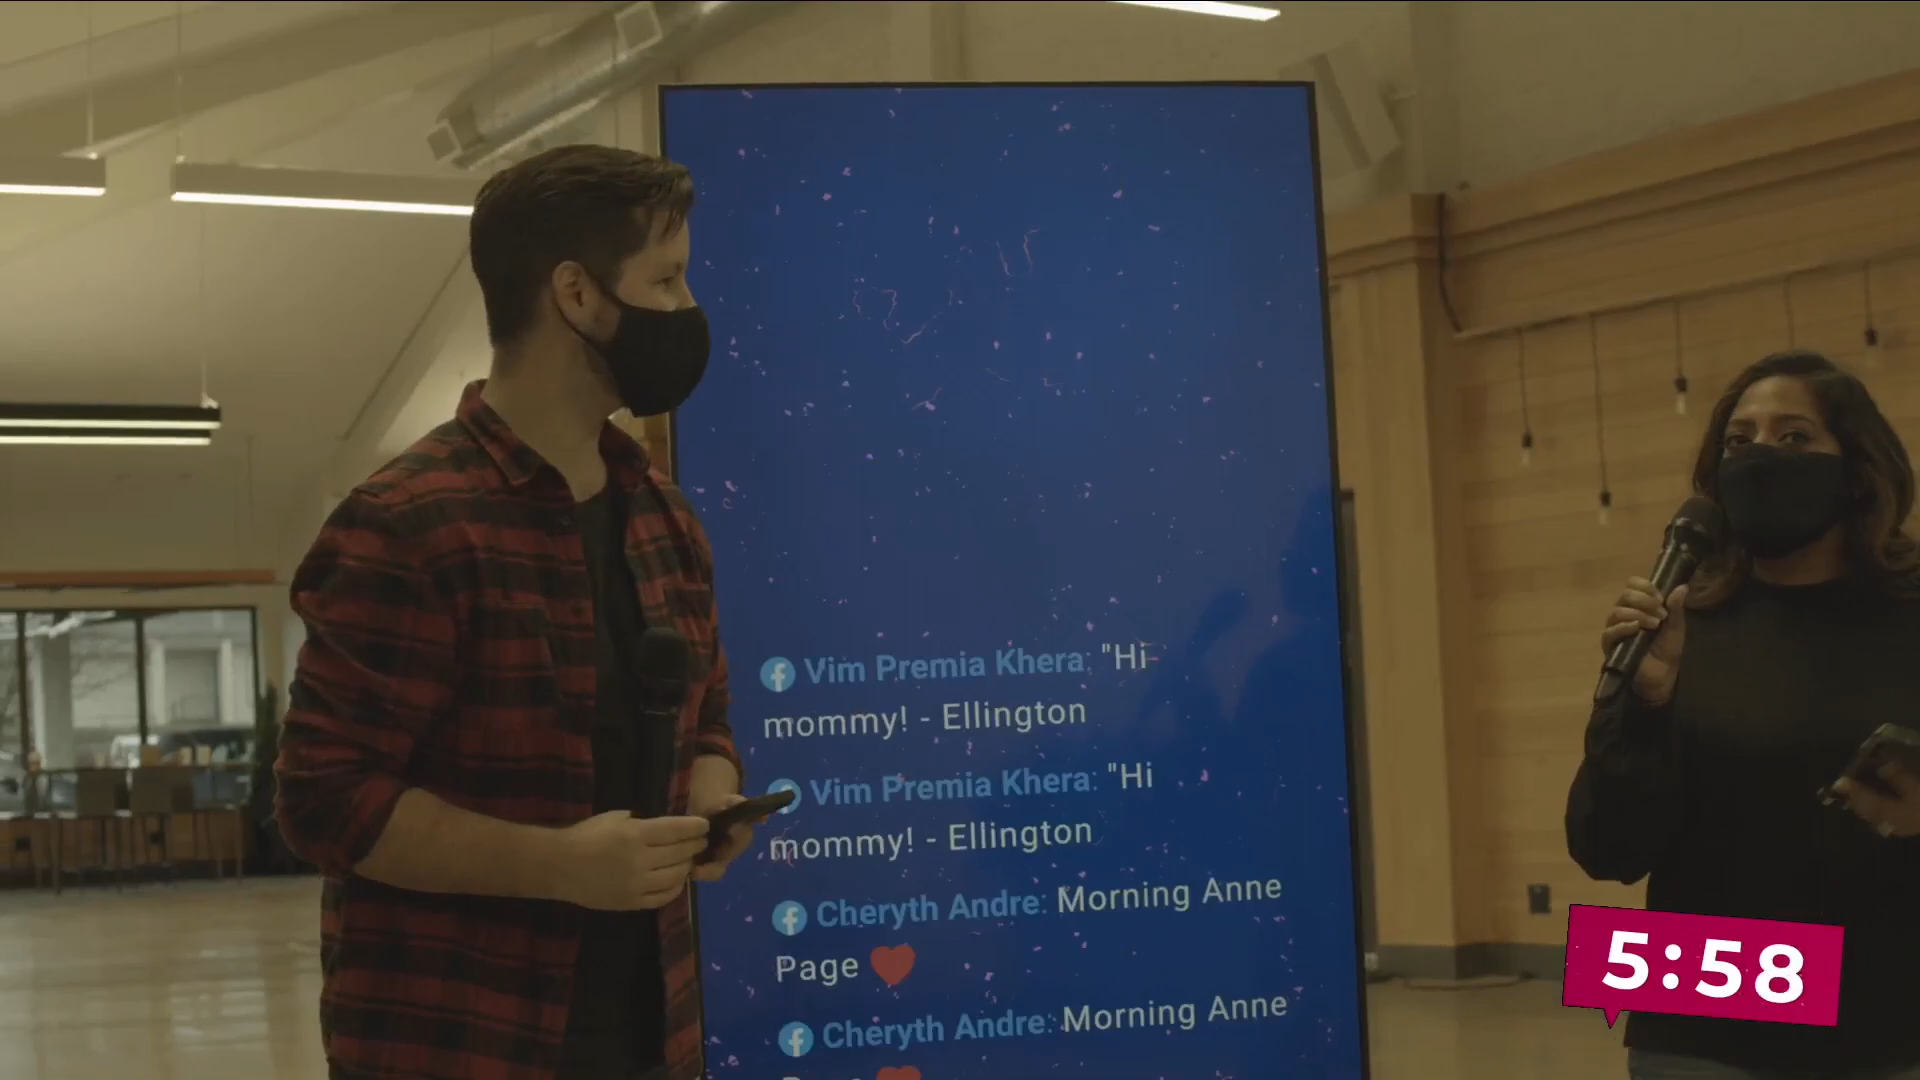 Vim Premia Khera: "Hi
mommy! - Ellington
Vim Premia Khera: "Hi
mommy! - Ellington
Cheryth Andre: Morning Anne
Page ❤️
Cheryth Andre: Morning Anne
5:58